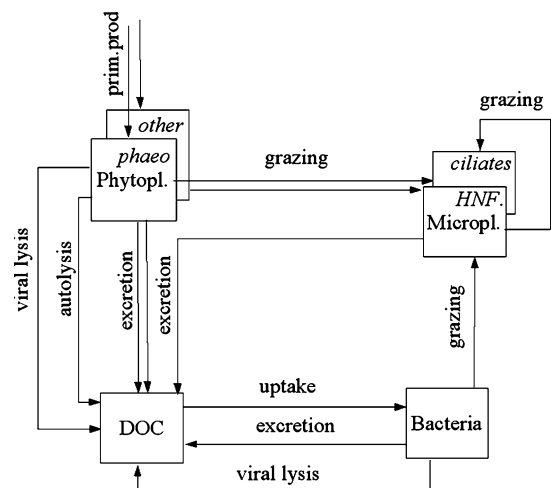 prim.prod
other
phaeo
Phytopl.
grazing
grazing
ciliates
HNF.
Micropl.
viral lysis
autolysis
excretion
excretion
grazing
uptake
DOC
excretion
Bacteria
viral lysis